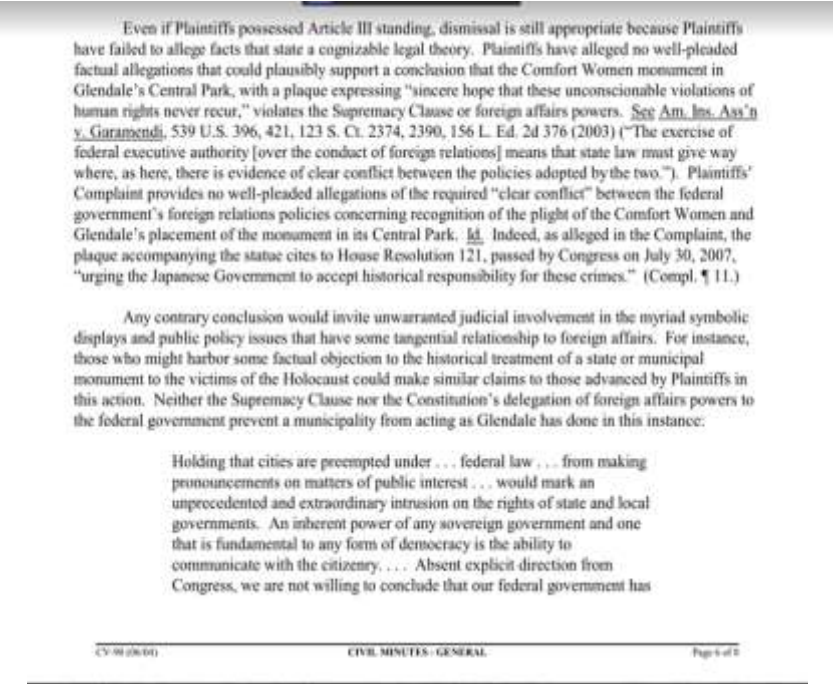 Even if Plaintiffs possessed Article III standing, dismissal is still appropriate because Plaintiffs
have failed to allege facts that state a cognizable legal theory. Plaintiffs have alleged no well-pleaded
factual allegations that could plausibly support a conclusion that the Comfort Women monument in
Glendale's Central Park, with a plaque expressing "sincere hope that these unconscionable violations of
human rights never recur," violates the Supremacy Clause or foreign affairs powers. See Am. Ins. Ass'n
v. Garamendi, 539 U.S. 396, 421, 123 S. Ct. 2374, 2390, 156 L. Ed. 2d 376 (2003) ("The exercise of
federal executive authority [over the conduct of foreign relations] means that state law must give way
where, as here, there is evidence of clear conflict between the policies adopted by the two."). Plaintiffs'
Complaint provides no well-pleaded allegations of the required "clear conflict" between the federal
government's foreign relations policies concerning recognition of the plight of the Comfort Women and
Glendale's placement of the monument in its Central Park. Id. Indeed, as alleged in the Complaint, the
plaque accompanying the statue cites to House Resolution 121, passed by Congress on July 30, 2007,
"urging the Japanese Government to accept historical responsibility for these crimes." (Compl. ¶ 11.)
Any contrary conclusion would invite unwarranted judicial involvement in the myriad symbolic
displays and public policy issues that have some tangential relationship to foreign affairs. For instance,
those who might harbor some factual objection to the historical treatment of a state or municipal
monument to the victims of the Holocaust could make similar claims to those advanced by Plaintiffs in
this action. Neither the Supremacy Clause nor the Constitution's delegation of foreign affairs powers to
the federal government prevent a municipality from acting as Glendale has done in this instance:
Holding that cities are preempted under . . . federal law . . . from making
pronouncements on matters of public interest . . . would mark an
unprecedented and extraordinary intrusion on the rights of state and local
governments. An inherent power of any sovereign government and one
that is fundamental to any form of democracy is the ability to
communicate with the citizenry. . . . Absent explicit direction from
Congress, we are not willing to conclude that our federal government has
CV-90 (06/04)
CIVIL MINUTES - GENERAL
Page 6 of 8